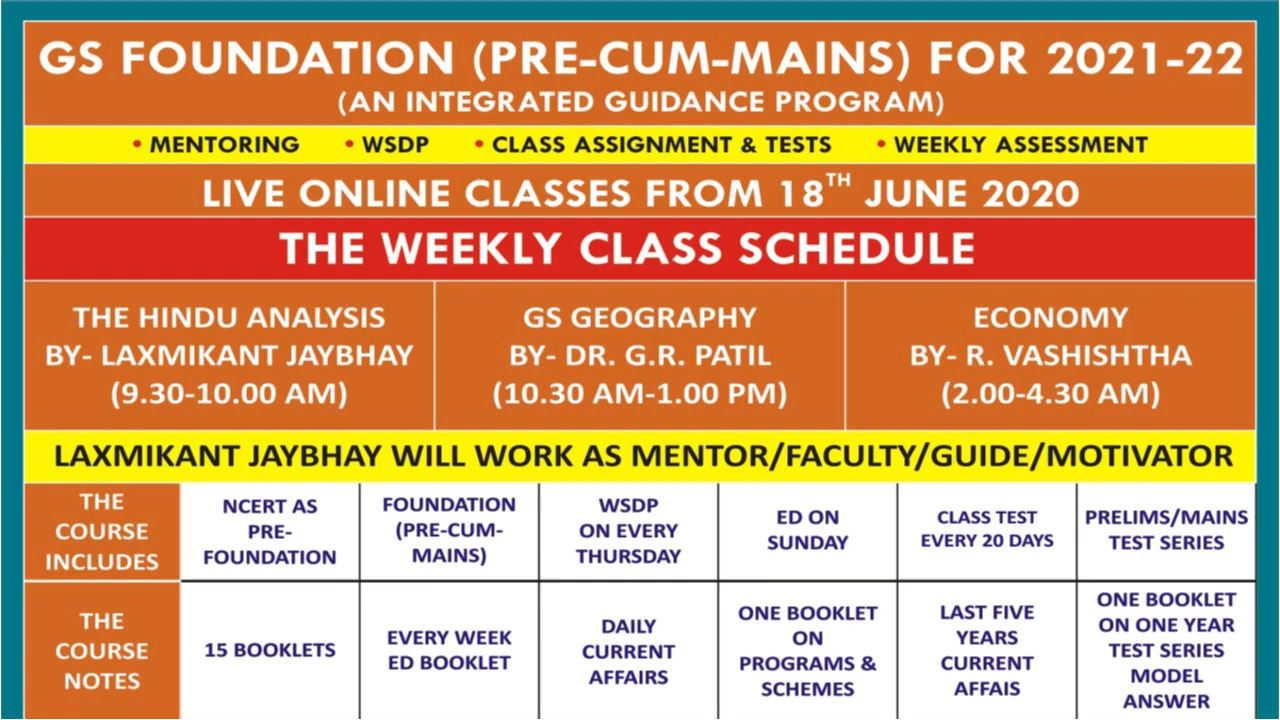 GS FOUNDATION (PRE-CUM-MAINS) FOR 2021-22
(AN INTEGRATED GUIDANCE PROGRAM)
• MENTORING • WSDP • CLASS ASSIGNMENT & TESTS • WEEKLY ASSESSMENT
LIVE ONLINE CLASSES FROM 18TH JUNE 2020
THE WEEKLY CLASS SCHEDULE
THE HINDU ANALYSIS
BY- LAXMIKANT JAYBHAY
(9.30-10.00 AM)
GS GEOGRAPHY
BY- DR. G.R. PATIL
(10.30 AM-1.00 PM)
ECONOMY
BY- R. VASHISHTHA
(2.00-4.30 AM)
LAXMIKANT JAYBHAY WILL WORK AS MENTOR/FACULTY/GUIDE/MOTIVATOR
THE
COURSE
INCLUDES
NCERT AS
PRE-
FOUNDATION
FOUNDATION
(PRE-CUM-
MAINS)
WSDP
ON EVERY
THURSDAY
ED ON
SUNDAY
CLASS TEST
EVERY 20 DAYS
PRELIMS/MAINS
TEST SERIES
THE
COURSE
NOTES
15 BOOKLETS
EVERY WEEK
ED BOOKLET
DAILY
CURRENT
AFFAIRS
ONE BOOKLET
ON
PROGRAMS &
SCHEMES
LAST FIVE
YEARS
CURRENT
AFFAIS
ONE BOOKLET
ON ONE YEAR
TEST SERIES
MODEL
ANSWER